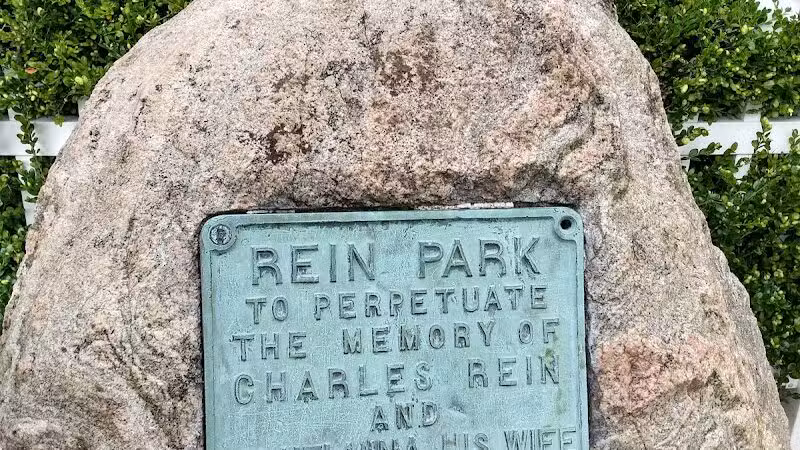 REIN PARK
TO PERPETUATE
THE MEMORY OF
CHARLES REIN
AND
HIS WIFE